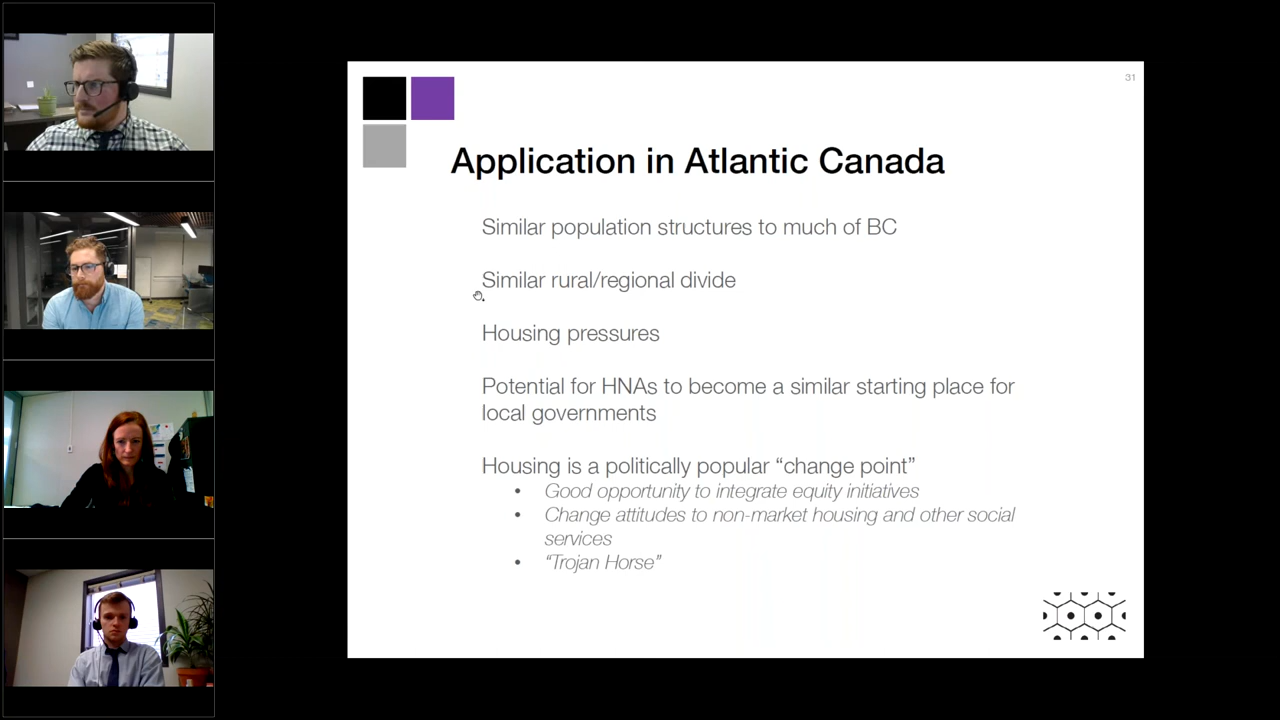 31
Application in Atlantic Canada
Similar population structures to much of BC
Similar rural/regional divide
Housing pressures
Potential for HNAs to become a similar starting place for
local governments
Housing is a politically popular “change point”
• Good opportunity to integrate equity initiatives
• Change attitudes to non-market housing and other social
services
• “Trojan Horse”